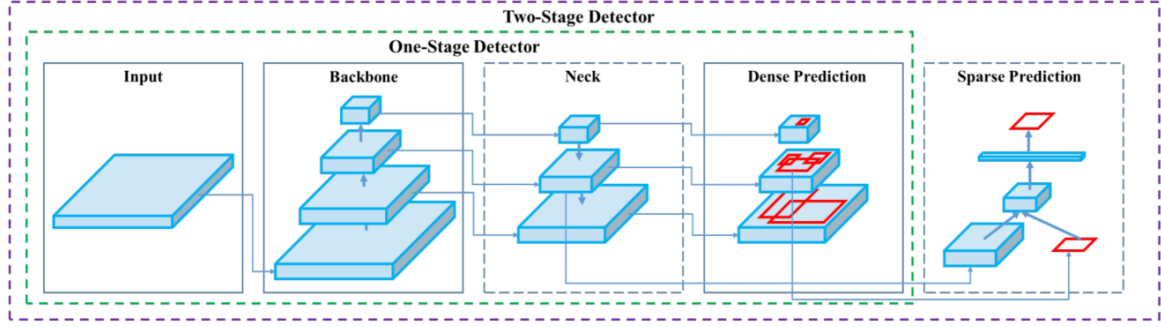 Two-Stage Detector
One-Stage Detector
Input
Backbone
Neck
Dense Prediction
Sparse Prediction